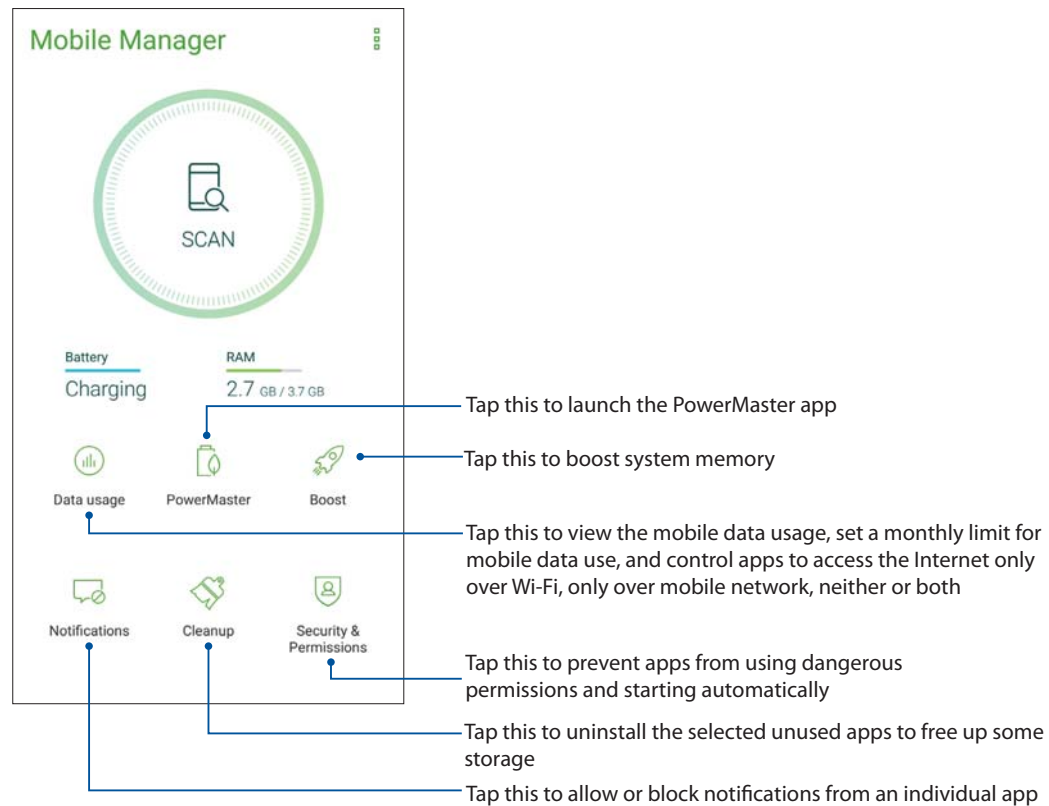 Mobile Manager
SCAN
Battery
Charging
RAM
2.7 GB / 3.7 GB
Tap this to launch the PowerMaster app
Tap this to boost system memory
Data usage
PowerMaster
Boost
Tap this to view the mobile data usage, set a monthly limit for
mobile data use, and control apps to access the Internet only
over Wi-Fi, only over mobile network, neither or both
Notifications
Cleanup
Security &
Permissions
Tap this to prevent apps from using dangerous
permissions and starting automatically
Tap this to uninstall the selected unused apps to free up some
storage
Tap this to allow or block notifications from an individual app